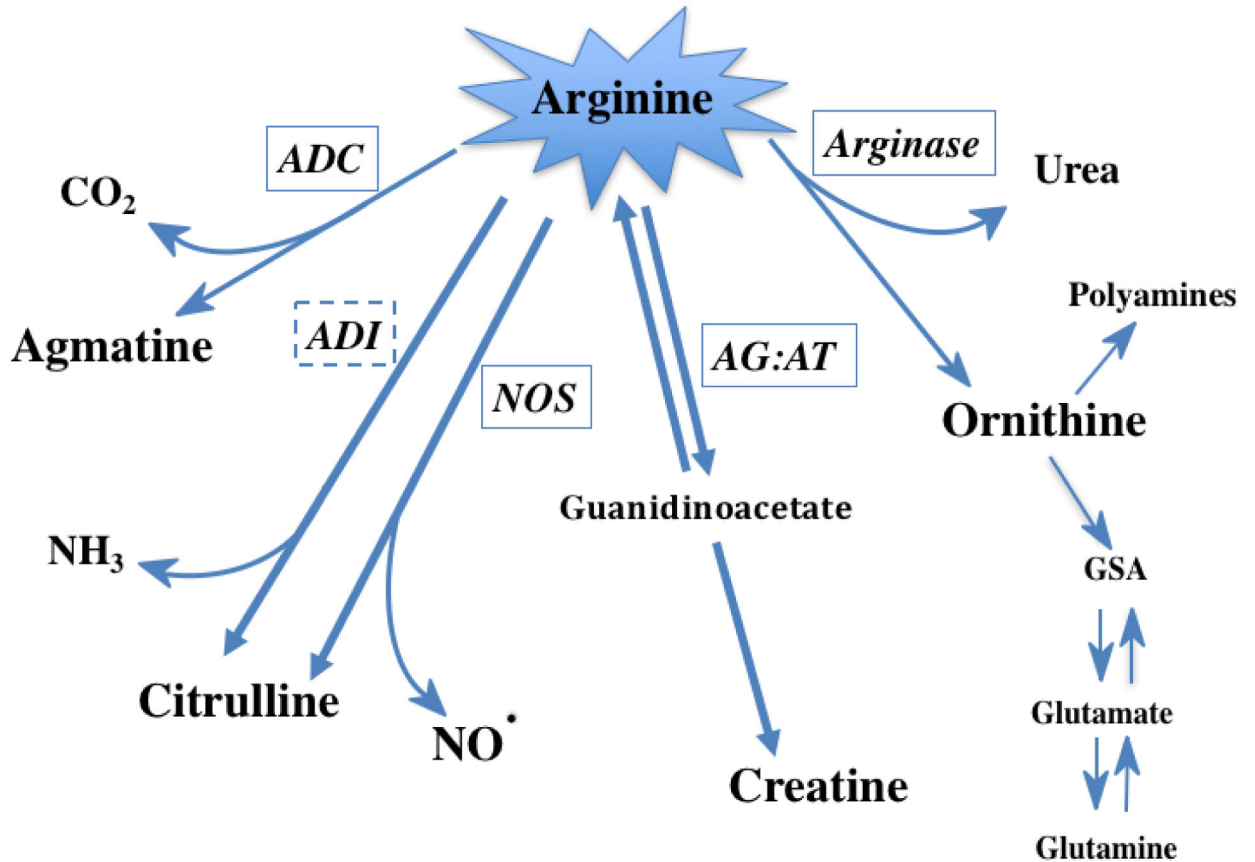 Arginine
ADC
Arginase
CO₂
Urea
Agmatine
ADI
Polyamines
NOS
AG:AT
Ornithine
Guanidinoacetate
NH₃
GSA
Citrulline
NO•
Glutamate
Creatine
Glutamine